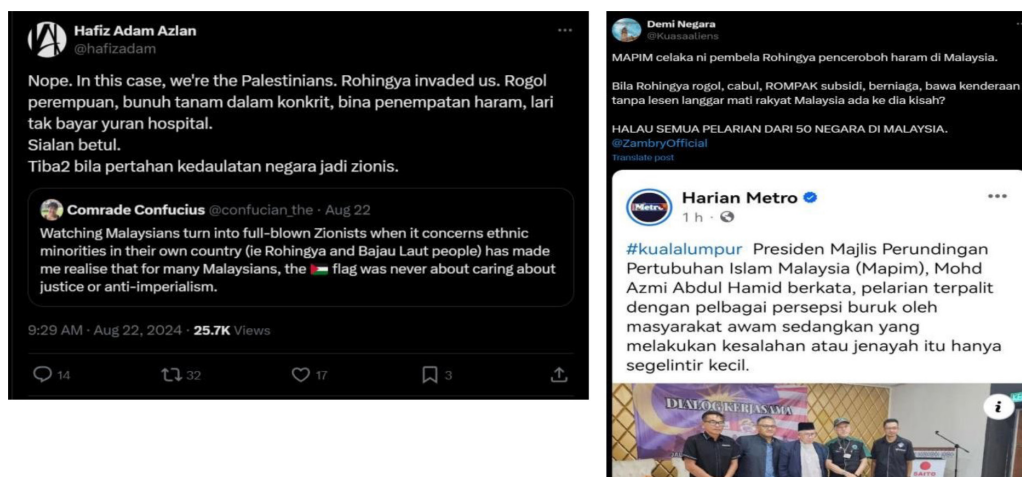 Hafiz Adam Azlan
@hafizadam
Nope. In this case, we're the Palestinians. Rohingya invaded us. Rogol
perempuan, bunuh tanam dalam konkrit, bina penempatan haram, lari
tak bayar yuran hospital.
Sialan betul.
Tiba2 bila pertahan kedaulatan negara jadi zionis.
Comrade Confucius @confucian_the · Aug 22
Watching Malaysians turn into full-blown Zionists when it concerns ethnic
minorities in their own country (ie Rohingya and Bajau Laut people) has made
me realise that for many Malaysians, the 🇵🇸 flag was never about caring about
justice or anti-imperialism.
9:29 AM · Aug 22, 2024 · 25.7K Views
14 32 17 3
Demi Negara
@Kuasaaliens
MAPIM celaka ni pembela Rohingya penceroboh haram di Malaysia.
Bila Rohingya rogol, cabul, ROMPAK subsidi, berniaga, bawa kenderaan
tanpa lesen langgar mati rakyat Malaysia ada ke dia kisah?
HALAU SEMUA PELARIAN DARI 50 NEGARA DI MALAYSIA.
@ZambryOfficial
Translate post
Metro
Harian Metro
1 h ·
#kualalumpur Presiden Majlis Perundingan
Pertubuhan Islam Malaysia (Mapim), Mohd
Azmi Abdul Hamid berkata, pelarian terpalit
dengan pelbagai persepsi buruk oleh
masyarakat awam sedangkan yang
melakukan kesalahan atau jenayah itu hanya
segelintir kecil.
DIALOG KERJASAMA
SAITO